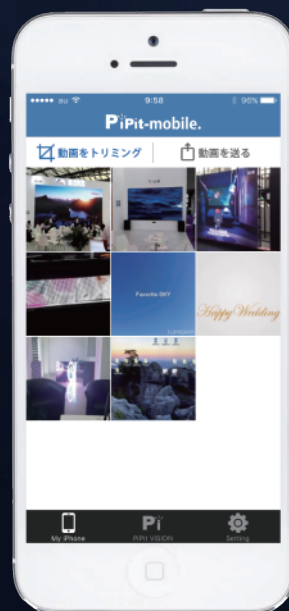 ●●●●● au 9:58 96%
PiPit-mobile.
動画をトリミング 動画を送る
Favorite SKY
Happy Wedding
My iPhone PiPit VISION Setting